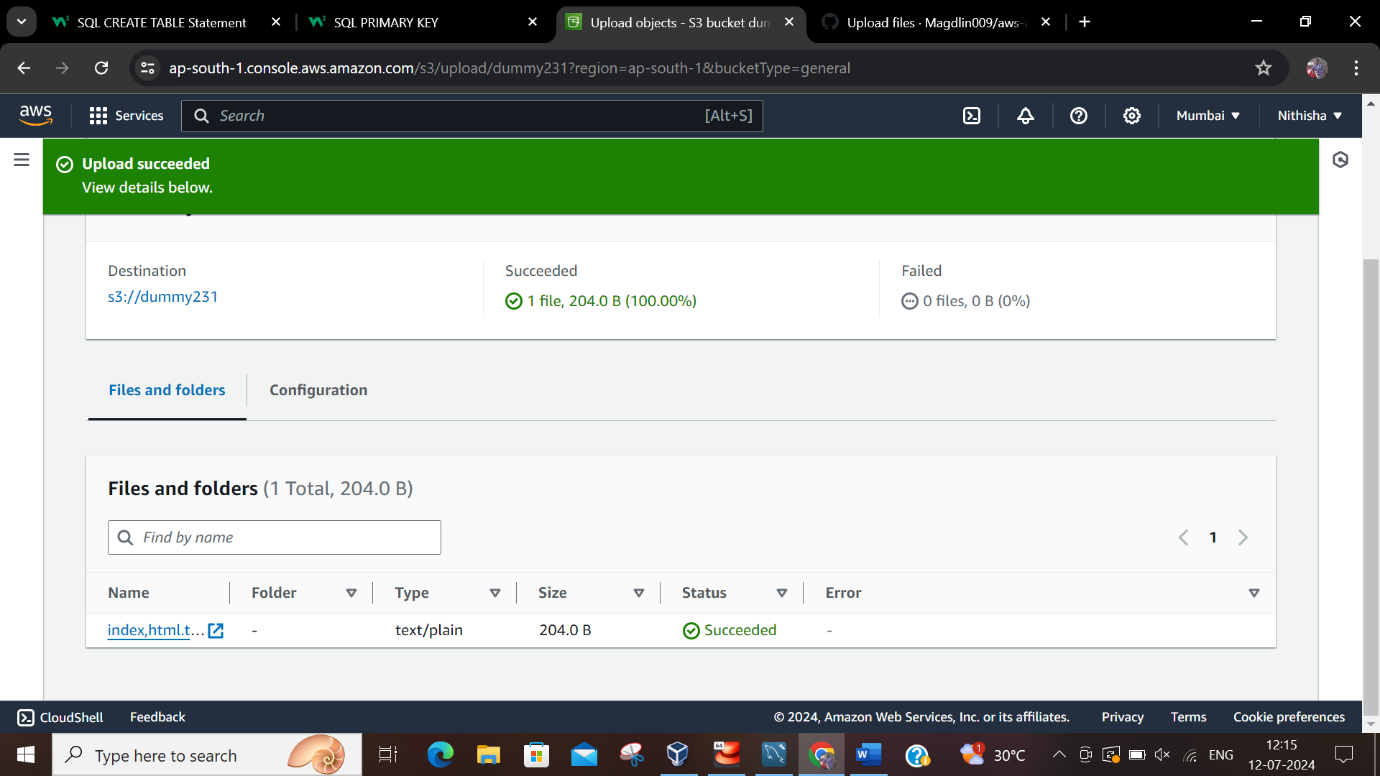 SQL CREATE TABLE Statement
SQL PRIMARY KEY
Upload objects - S3 bucket dum
Upload files · Magdlin009/aws-
ap-south-1.console.aws.amazon.com/s3/upload/dummy231?region=ap-south-1&bucketType=general
aws
Services
Search
[Alt+S]
Mumbai
Nithisha
Upload succeeded
View details below.
Destination
Succeeded
Failed
s3://dummy231
1 file, 204.0 B (100.00%)
0 files, 0 B (0%)
Files and folders
Configuration
Files and folders (1 Total, 204.0 B)
Find by name
1
Name
Folder
Type
Size
Status
Error
index,html.t...
-
text/plain
204.0 B
Succeeded
-
CloudShell
Feedback
© 2024, Amazon Web Services, Inc. or its affiliates.
Privacy
Terms
Cookie preferences
Type here to search
64
1
30°C
ENG
12:15
12-07-2024